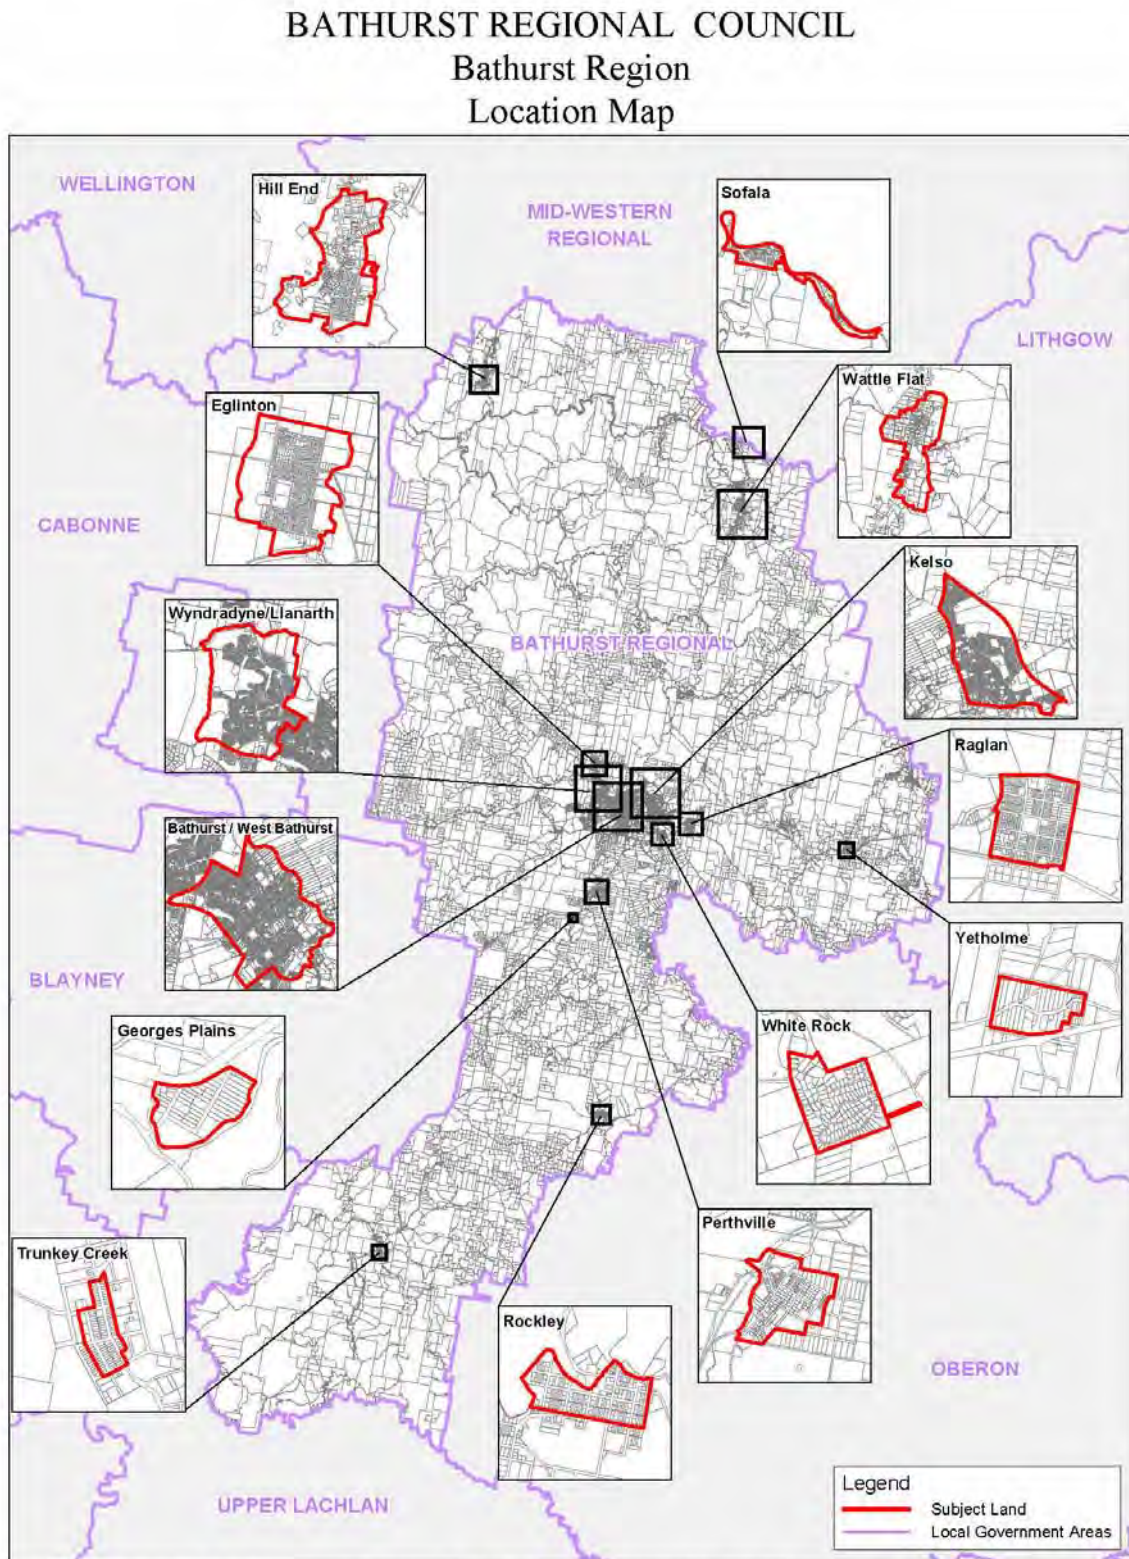 BATHURST REGIONAL COUNCIL
Bathurst Region
Location Map
WELLINGTON
Hill End
MID-WESTERN
REGIONAL
Sofala
LITHGOW
Wattle Flat
Eglinton
CABONNE
Kelso
Wyndradyne/Llanarth
BATHURST REGIONAL
Raglan
Bathurst / West Bathurst
Yetholme
BLAYNEY
Georges Plains
White Rock
Perthville
Trunkey Creek
Rockley
OBERON
UPPER LACHLAN
Legend
Subject Land
Local Government Areas